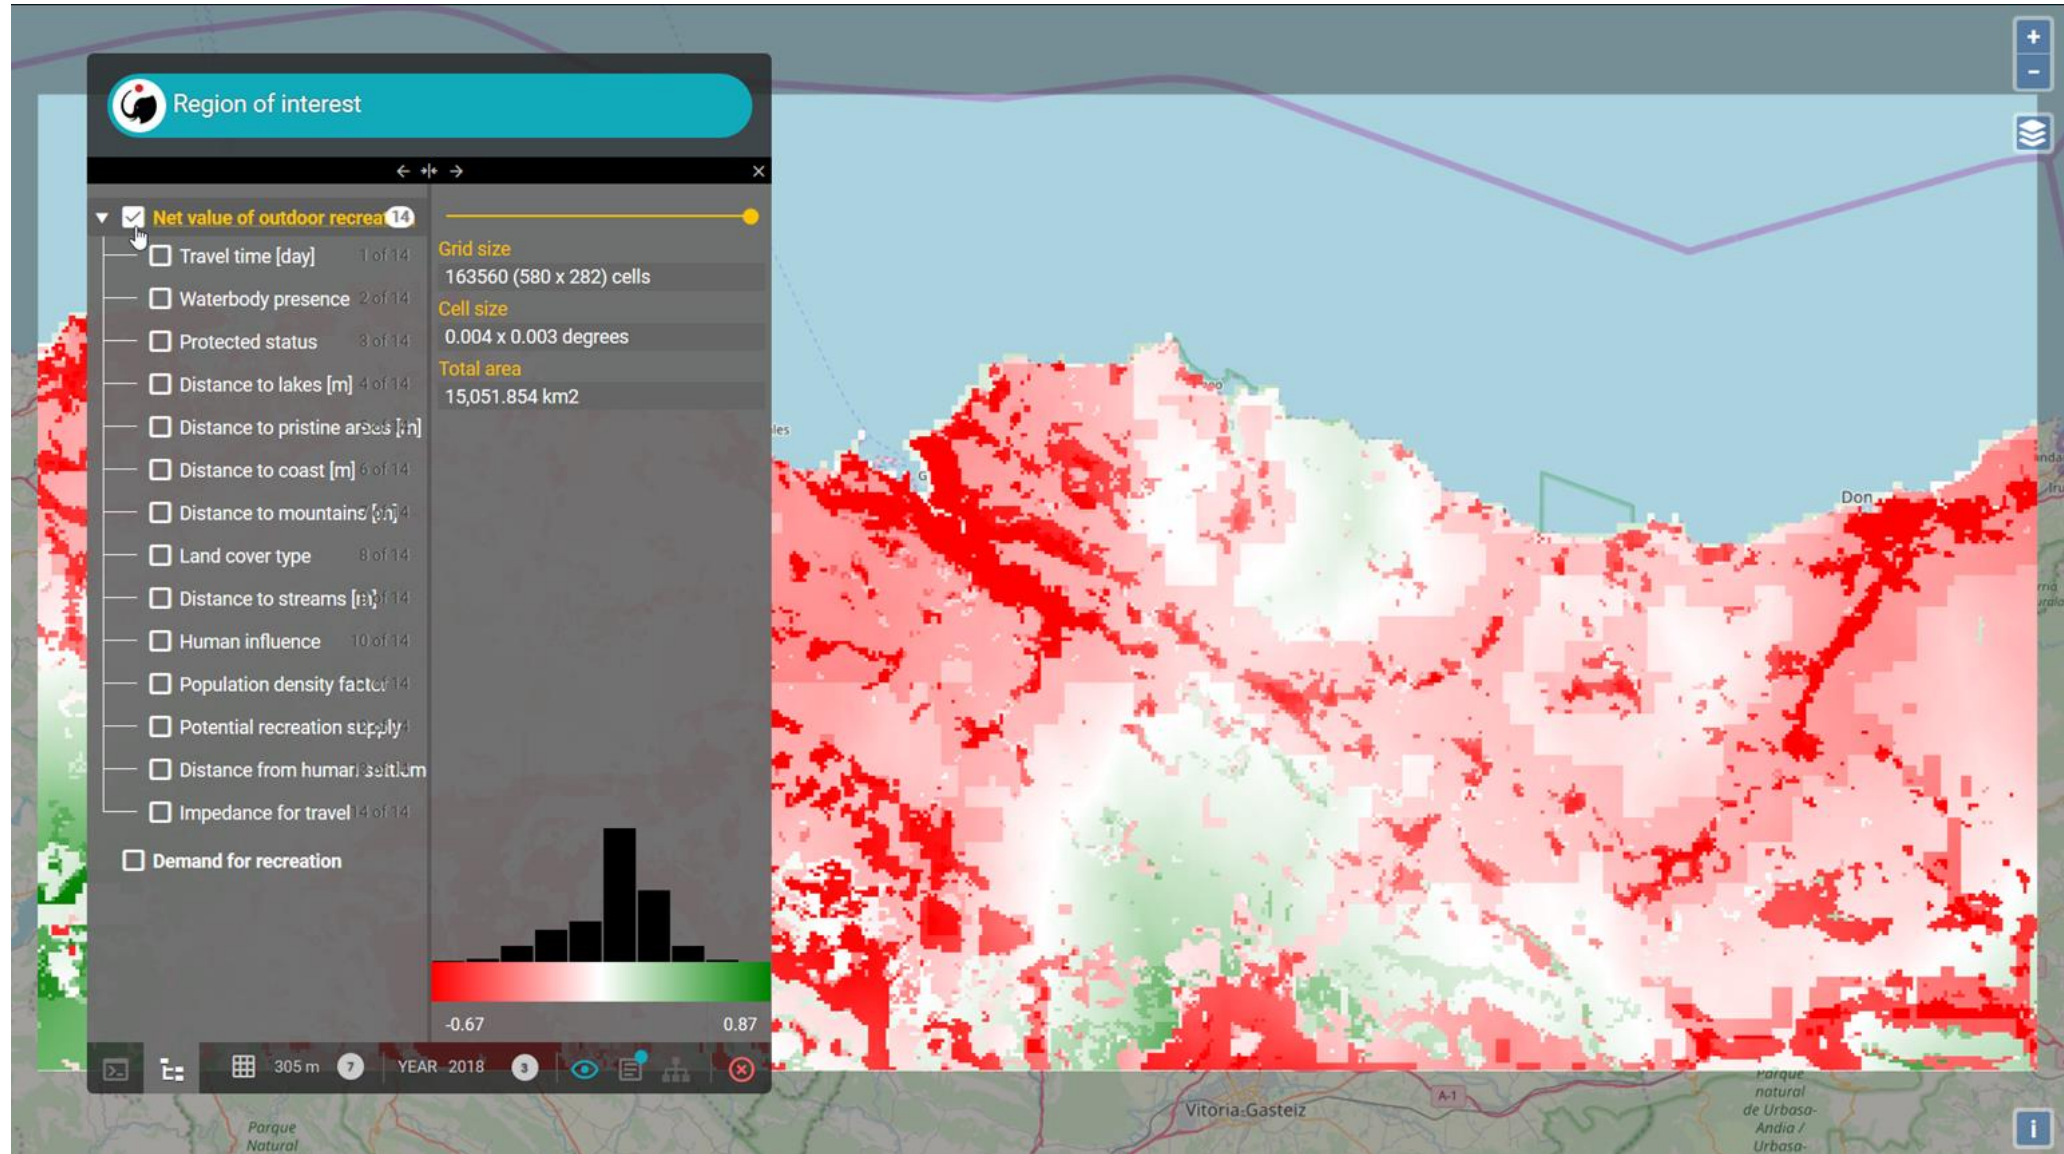 Region of interest
Net value of outdoor recrea
14
Travel time [day] 1 of 14
Waterbody presence 2 of 14
Protected status 3 of 14
Distance to lakes [m] 4 of 14
Distance to pristine areas [m]
Distance to coast [m] 6 of 14
Distance to mountains
Land cover type 8 of 14
Distance to streams [m]
Human influence 10 of 14
Population density factor
Potential recreation supply
Distance from human settlem
Impedance for travel 14 of 14
Demand for recreation
Grid size
163560 (580 x 282) cells
Cell size
0.004 x 0.003 degrees
Total area
15,051.854 km2
-0.67 0.87
305 m 7 YEAR 2018 3
+
−
G
Don
Vitoria-Gasteiz
A-1
Parque
Natural
Parque
natural
de Urbasa-
Andia /
Urbasa-
i